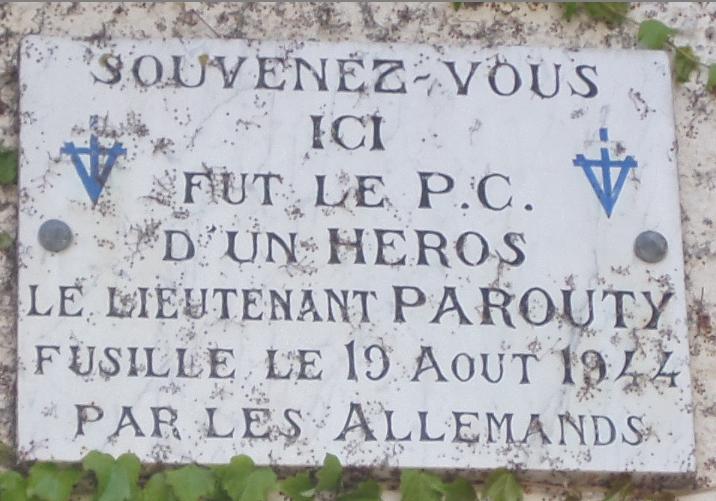 SOUVENEZ-VOUS
ICI
FUT LE P.C.
D'UN HEROS
LE LIEUTENANT PAROUTY
FUSILLE LE 19 AOUT 1944
PAR LES ALLEMANDS